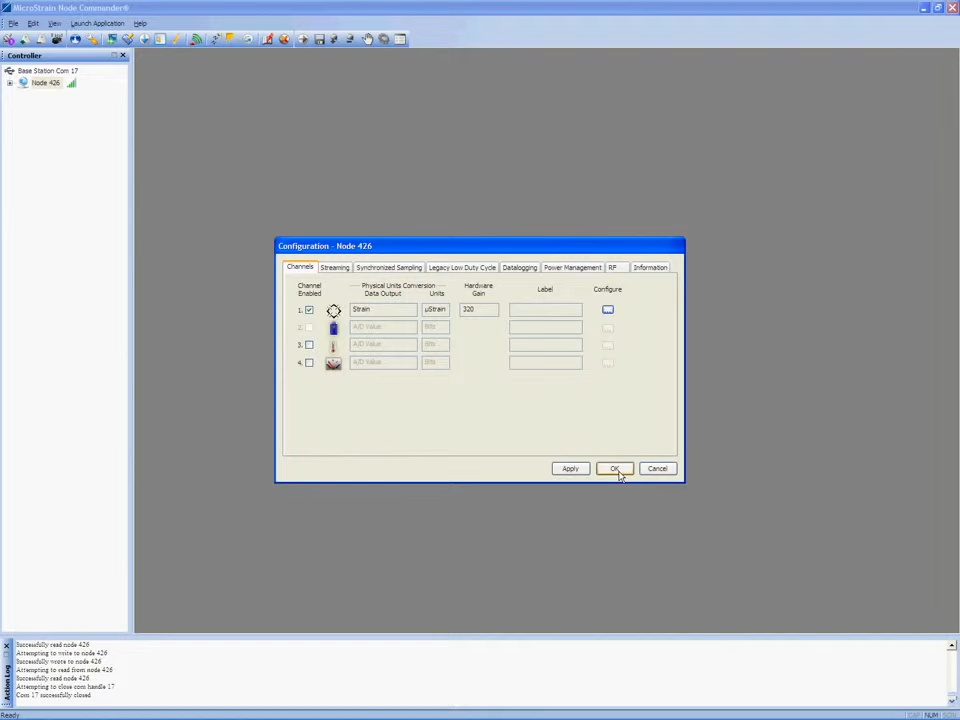 MicroStrain Node Commander®
File Edit View Launch Application Help
Controller
Base Station Com 17
Node 426
Configuration - Node 426
Channels Streaming Synchronized Sampling Legacy Low Duty Cycle Datalogging Power Management RF Information
Channel Enabled Physical Units Conversion Data Output Units Hardware Gain Label Configure
1. Strain µStrain 320 ...
2. A/D Value Bits ...
3. A/D Value Bits ...
4. A/D Value Bits ...
Apply OK Cancel
Successfully read node 426
Attempting to write to node 426
Successfully wrote to node 426
Attempting to read from node 426
Successfully read node 426
Attempting to close com handle 17
Com 17 successfully closed
Action Log
Ready CAP NUM SCRL